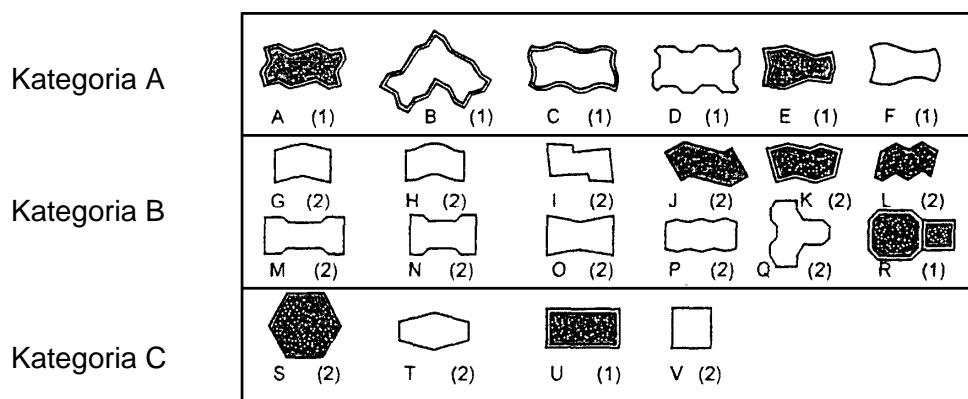 Kategoria A
A (1) B (1) C (1) D (1) E (1) F (1)
Kategoria B
G (2) H (2) I (2) J (2) K (2) L (2)
M (2) N (2) O (2) P (2) Q (2) R (1)
Kategoria C
S (2) T (2) U (1) V (2)